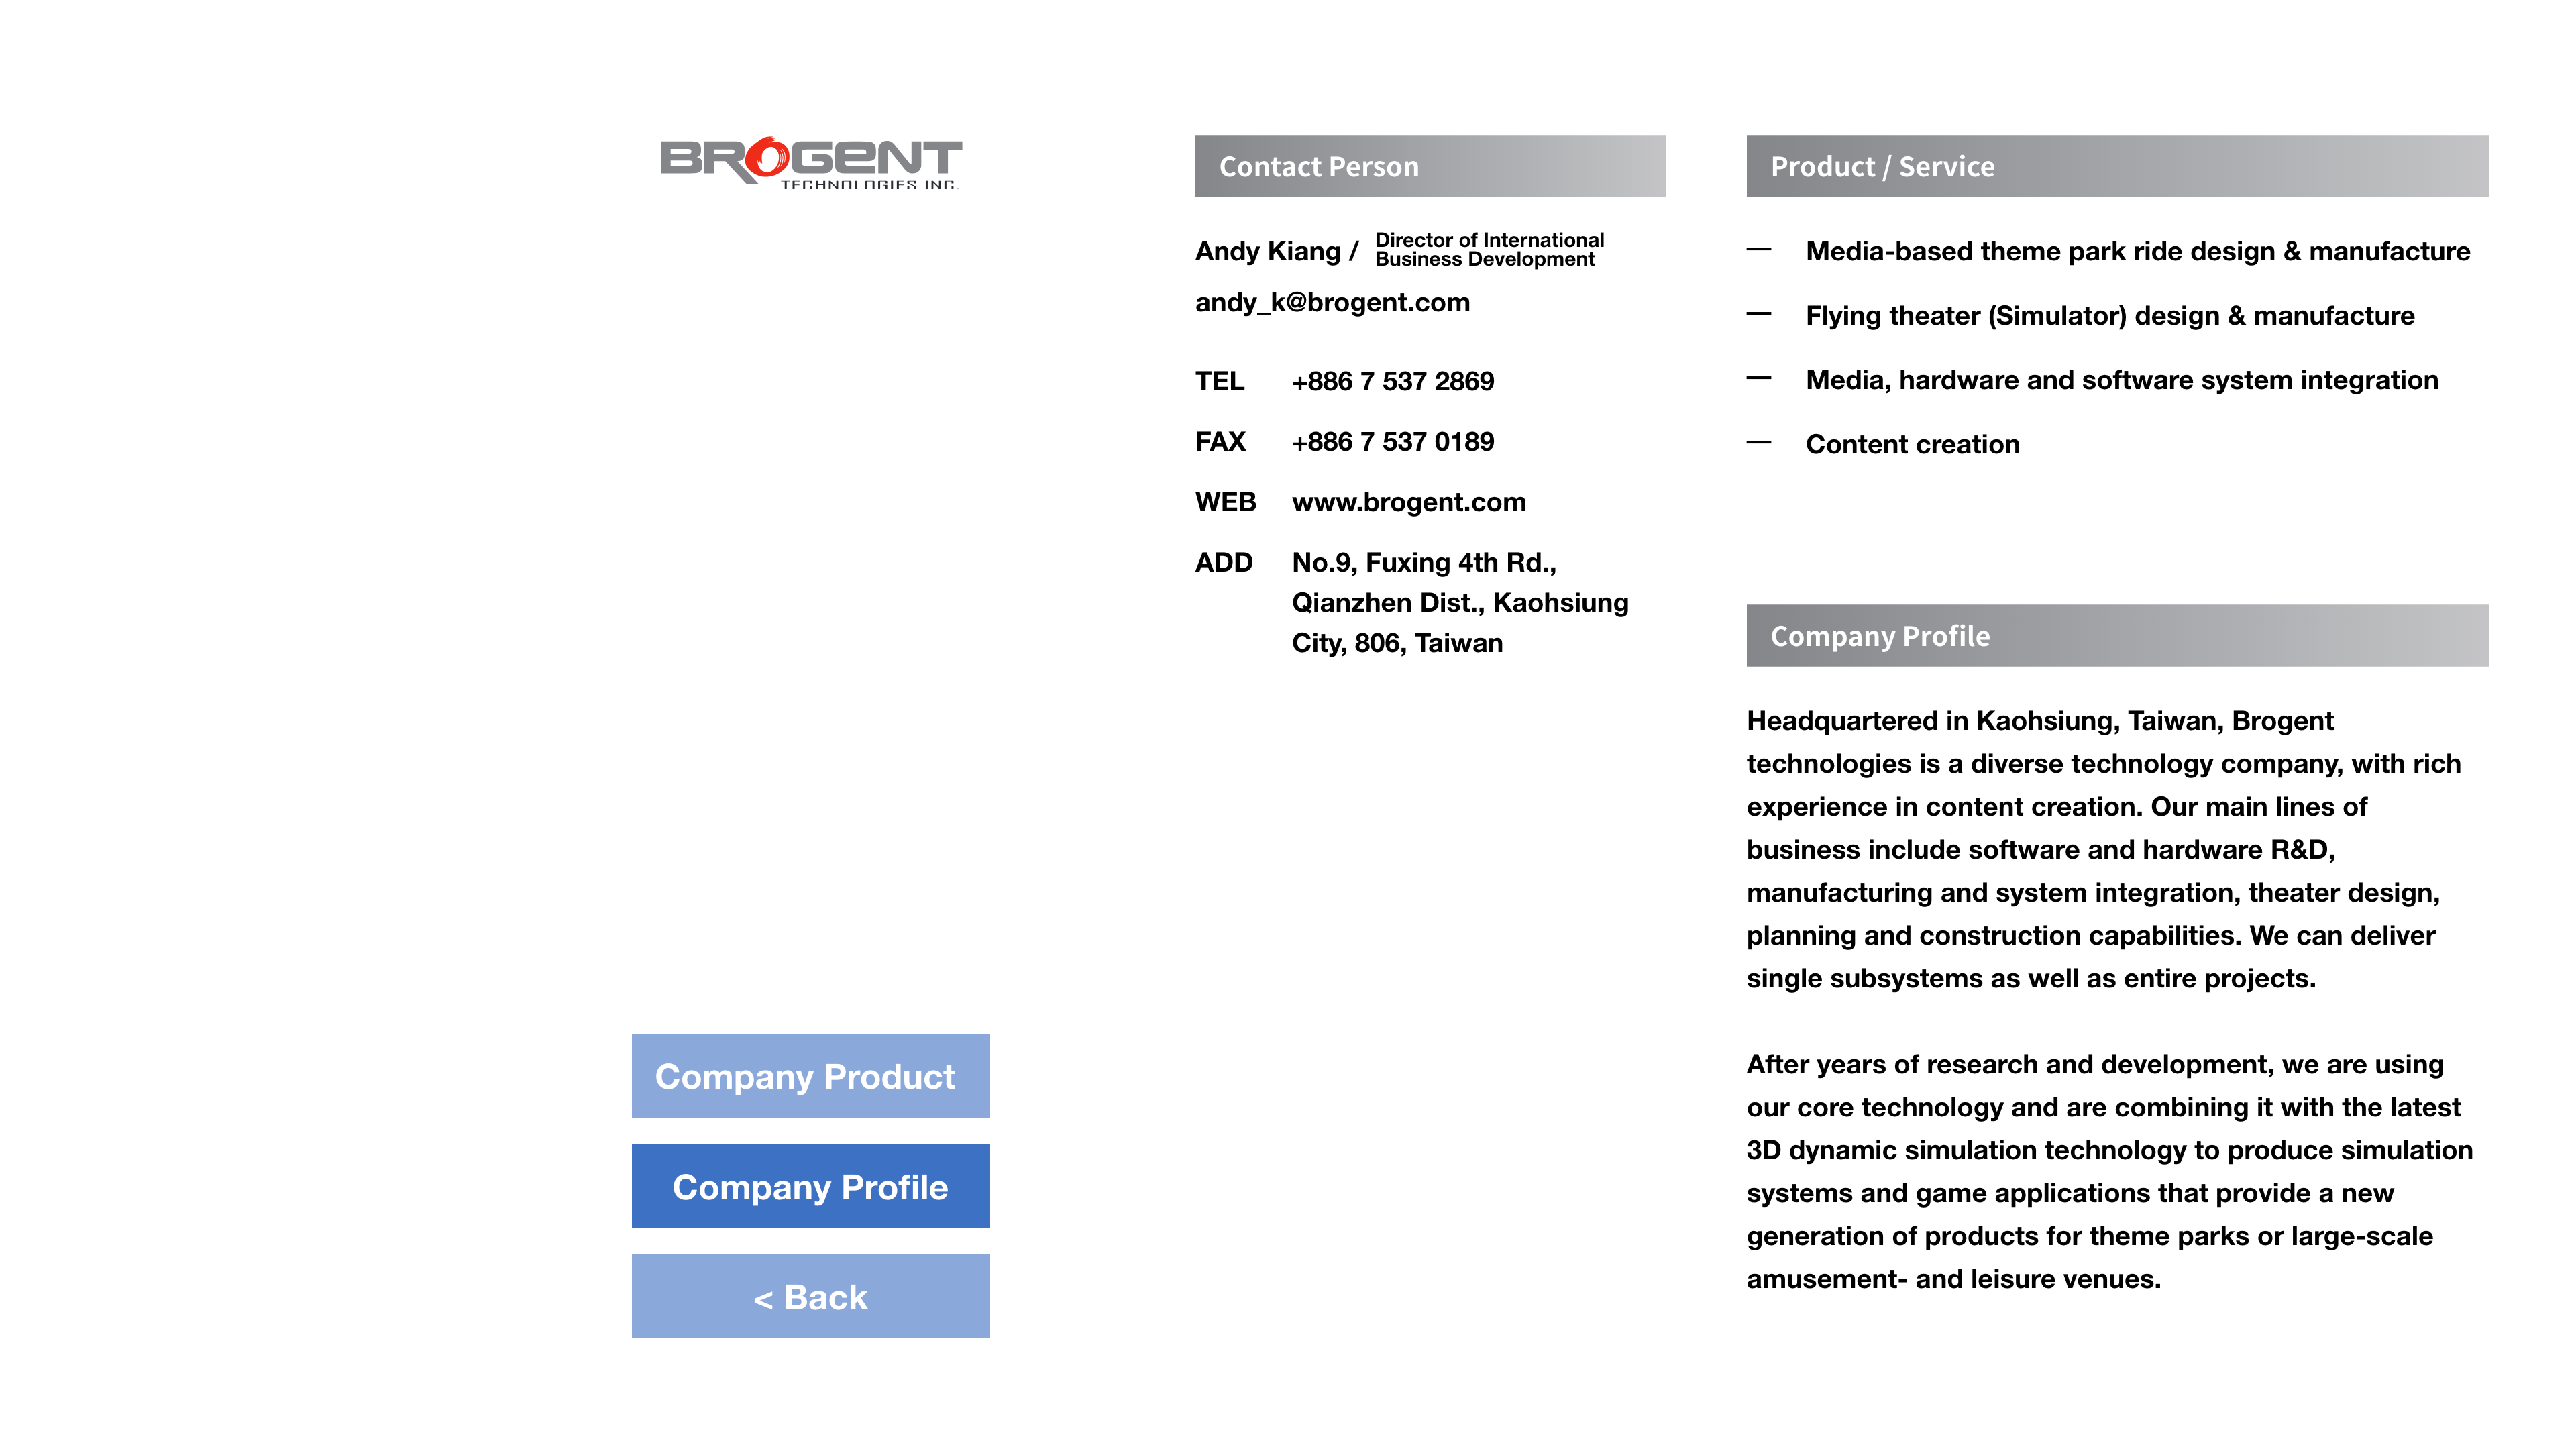 BROGENT
TECHNOLOGIES INC.
Company Product
Company Profile
< Back
Contact Person
Andy Kiang / Director of International
Business Development
andy_k@brogent.com
TEL +886 7 537 2869
FAX +886 7 537 0189
WEB www.brogent.com
ADD No.9, Fuxing 4th Rd.,
Qianzhen Dist., Kaohsiung
City, 806, Taiwan
Product / Service
— Media-based theme park ride design & manufacture
— Flying theater (Simulator) design & manufacture
— Media, hardware and software system integration
— Content creation
Company Profile
Headquartered in Kaohsiung, Taiwan, Brogent
technologies is a diverse technology company, with rich
experience in content creation. Our main lines of
business include software and hardware R&D,
manufacturing and system integration, theater design,
planning and construction capabilities. We can deliver
single subsystems as well as entire projects.
After years of research and development, we are using
our core technology and are combining it with the latest
3D dynamic simulation technology to produce simulation
systems and game applications that provide a new
generation of products for theme parks or large-scale
amusement- and leisure venues.